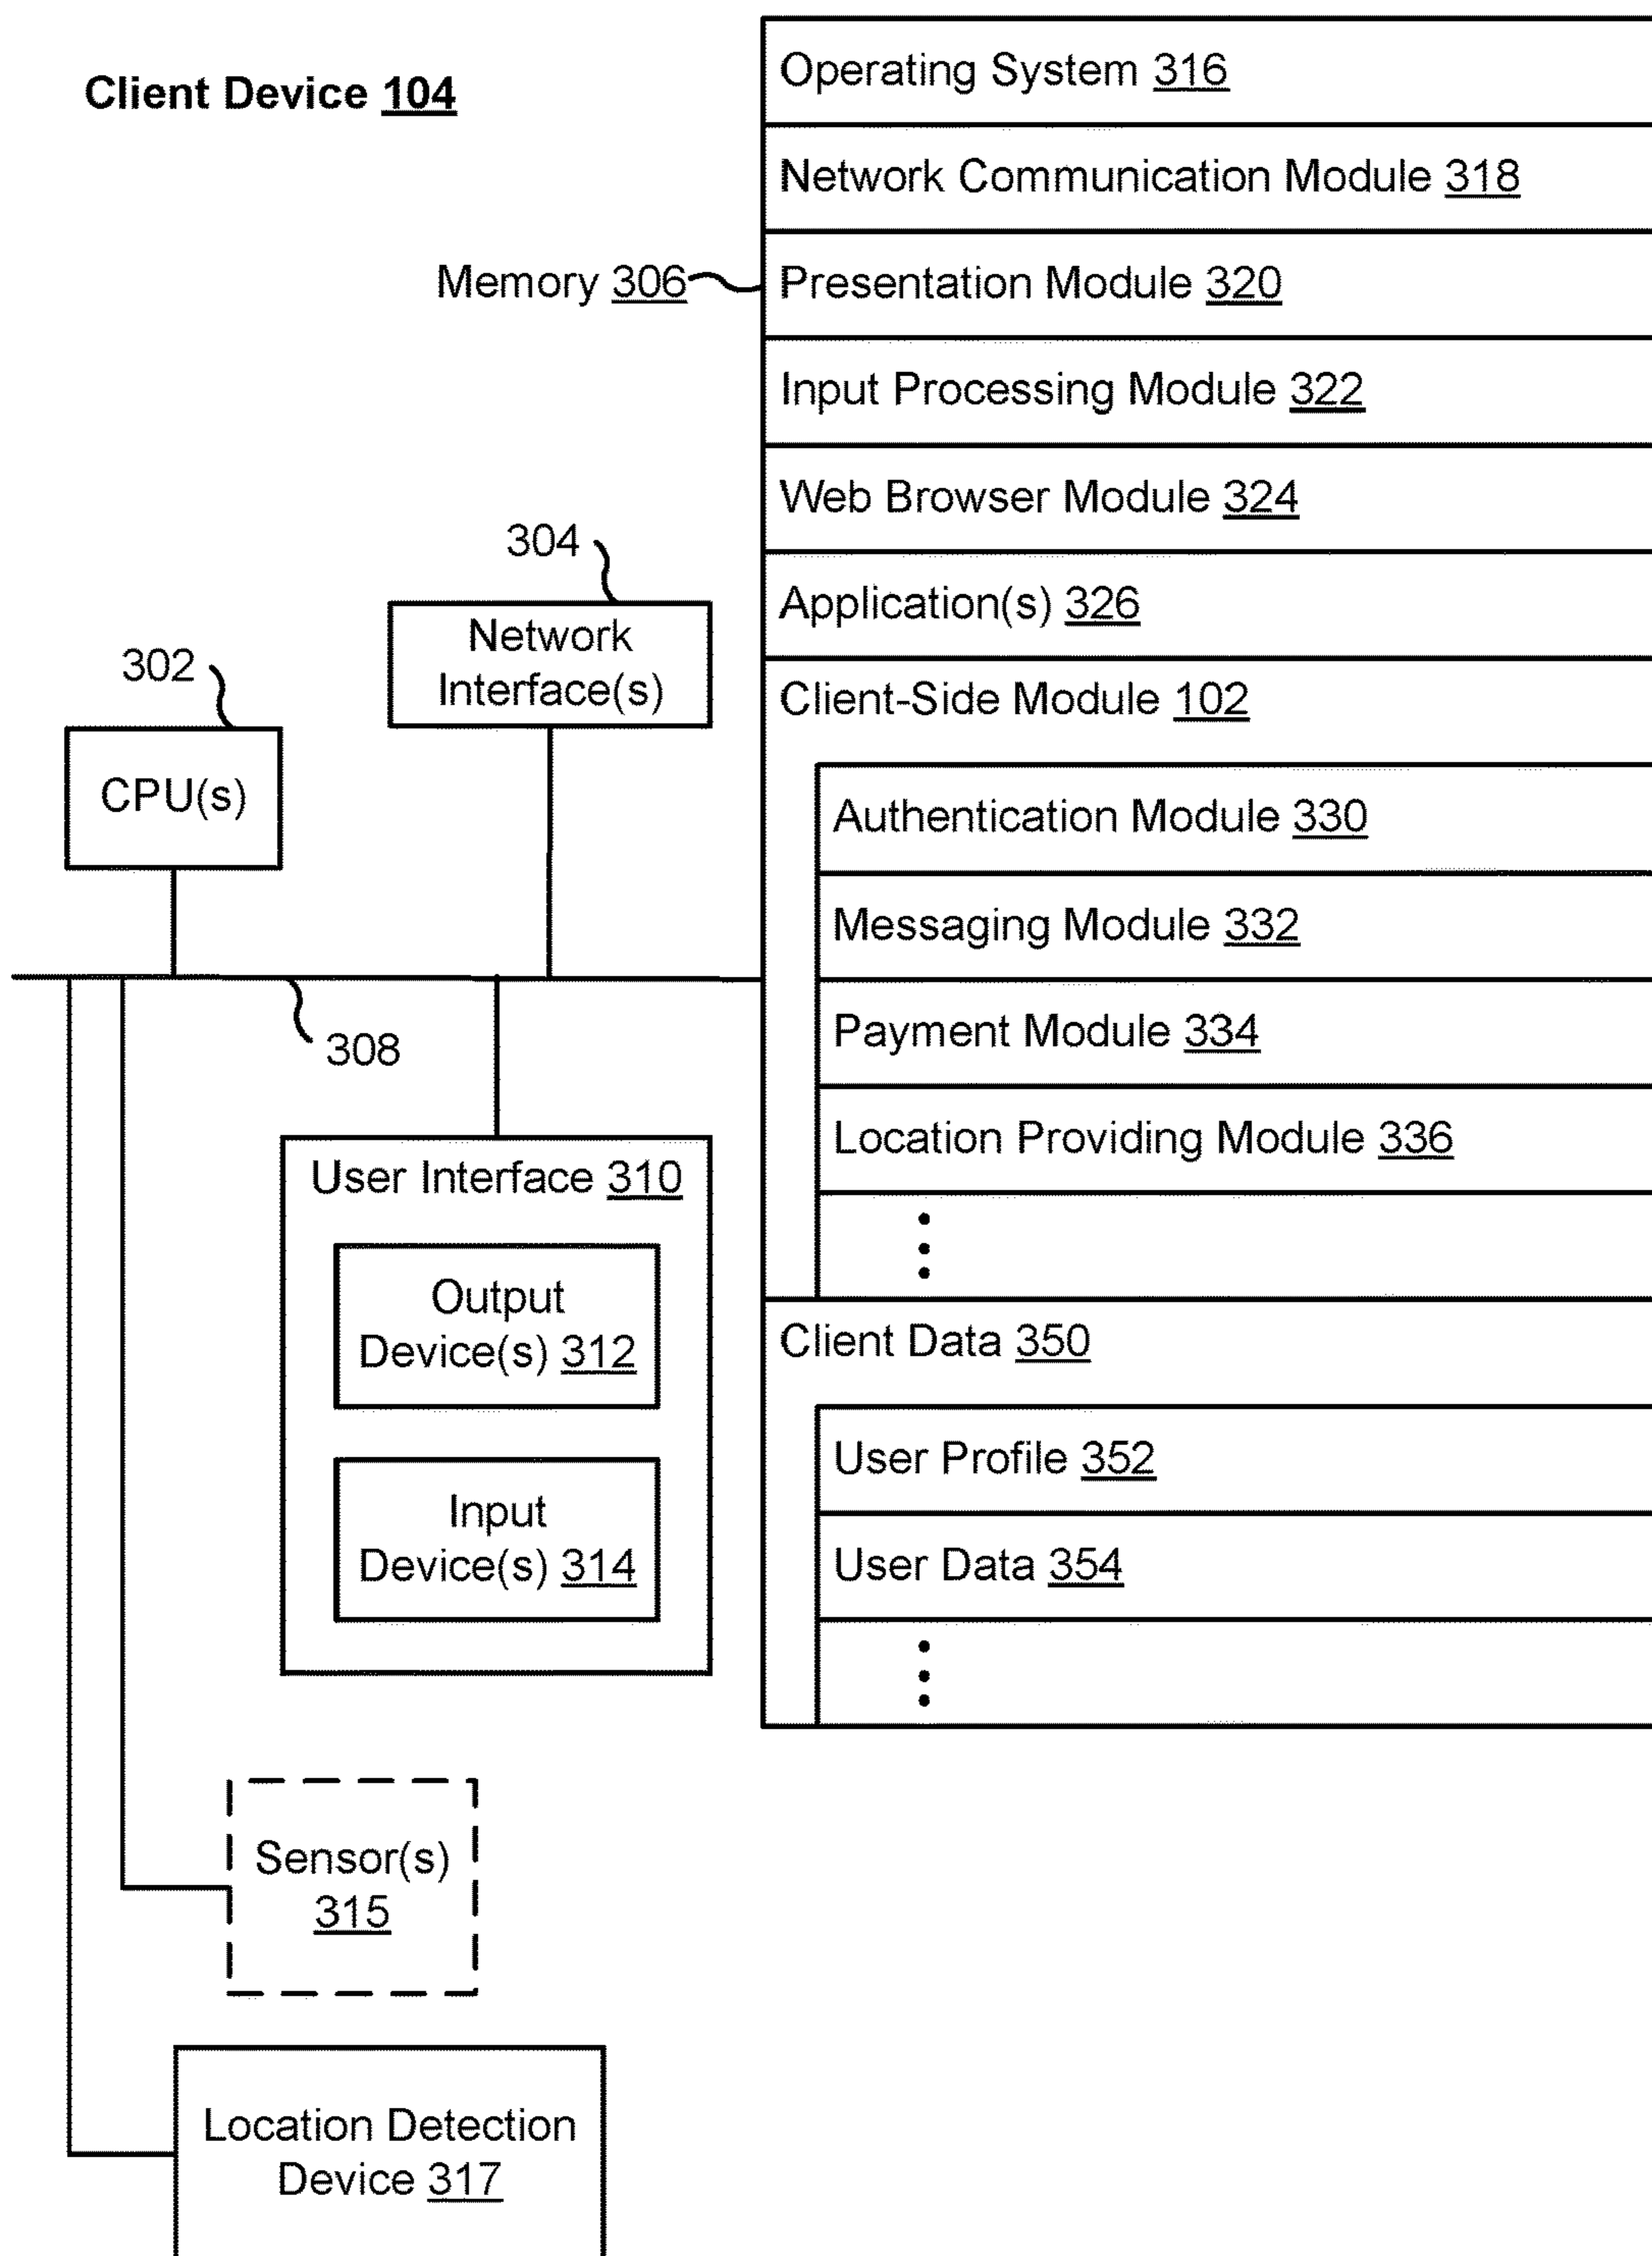 Client Device 104
Operating System 316
Network Communication Module 318
Memory 306
Presentation Module 320
Input Processing Module 322
Web Browser Module 324
Application(s) 326
Client-Side Module 102
Authentication Module 330
Messaging Module 332
Payment Module 334
Location Providing Module 336
Client Data 350
User Profile 352
User Data 354
304
Network
Interface(s)
302
CPU(s)
308
User Interface 310
Output
Device(s) 312
Input
Device(s) 314
Sensor(s)
315
Location Detection
Device 317